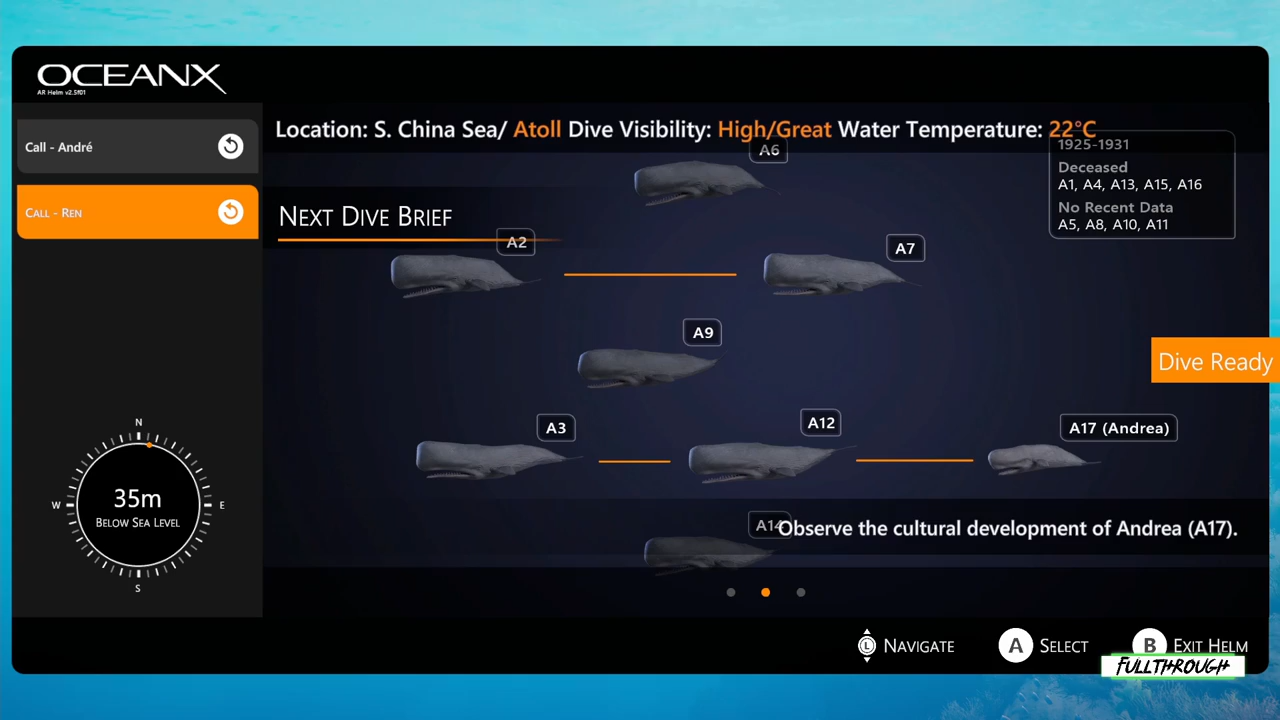 OCEANX
AR Helm v2.5f01
Call - André
Call - Ren
Location: S. China Sea/ Atoll Dive Visibility: High/Great Water Temperature: 22°C
1925-1931
Deceased
A1, A4, A13, A15, A16
No Recent Data
A5, A8, A10, A11
A6
Next Dive Brief
A2
A7
A9
Dive Ready
A3
A12
A17 (Andrea)
A14
Observe the cultural development of Andrea (A17).
N
W
E
S
35m
Below Sea Level
L Navigate
A Select
B Exit Helm
FULLTHROUGH